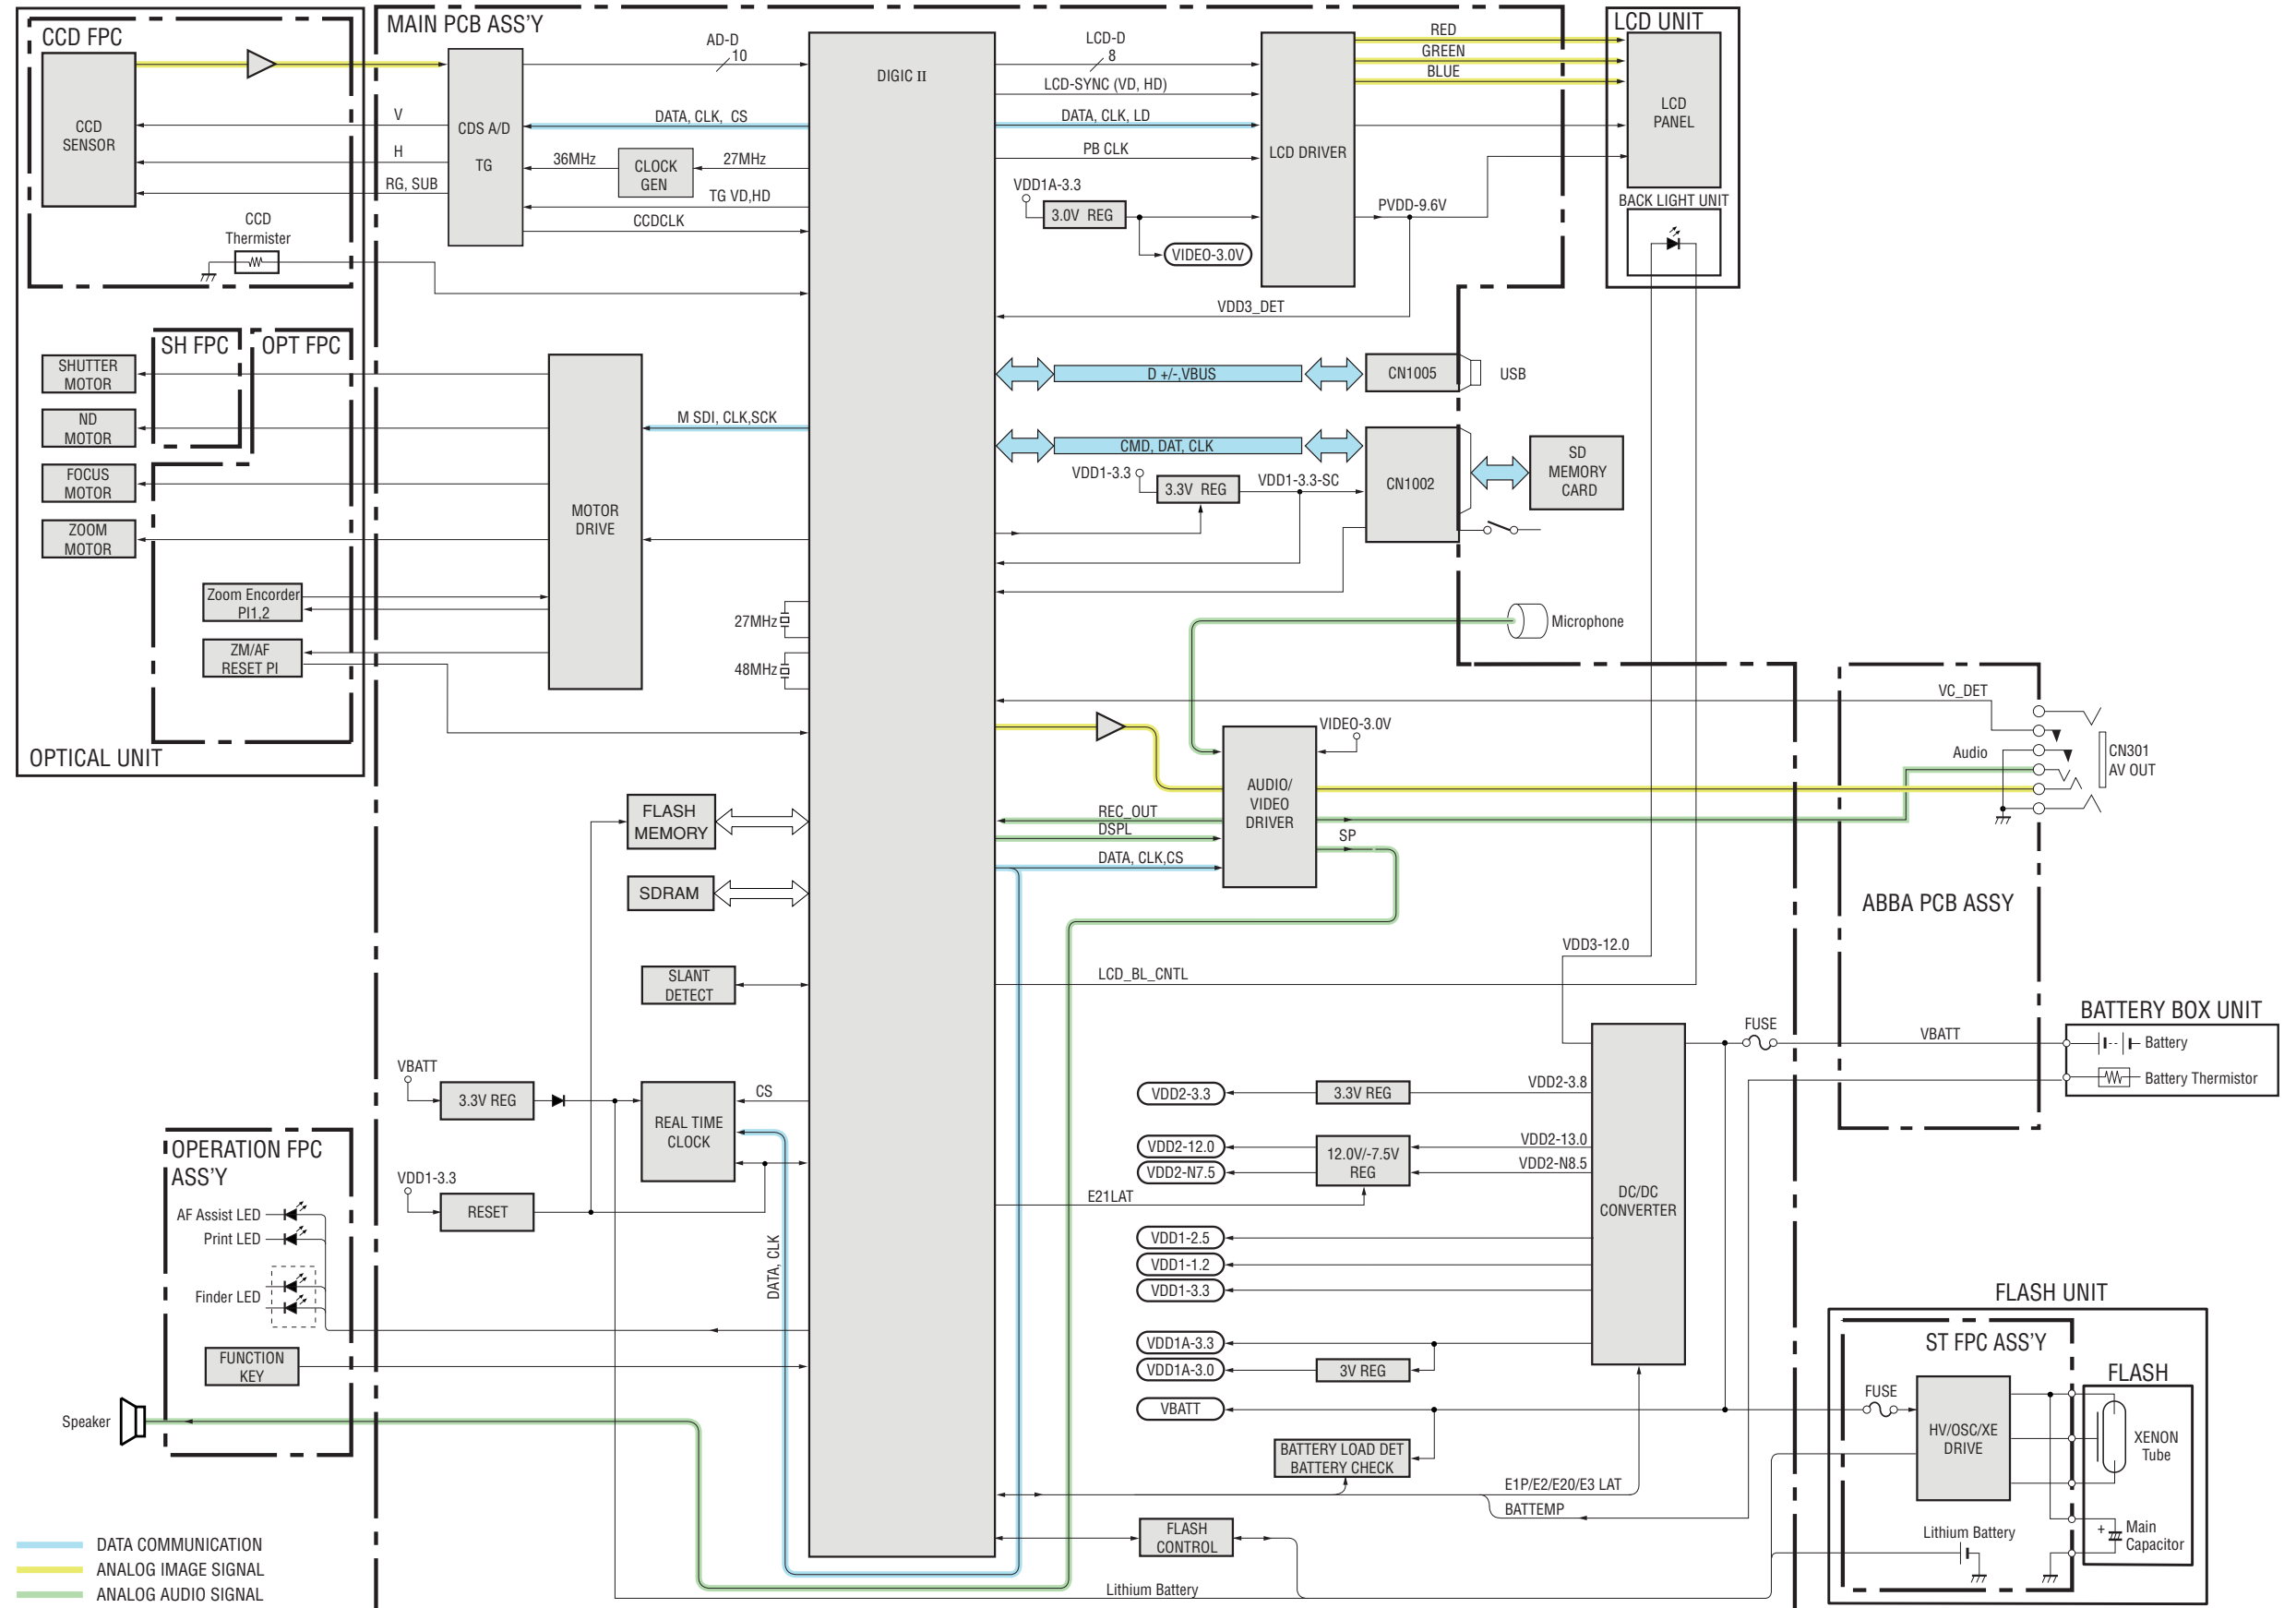 MAIN PCB ASS'Y
LCD UNIT
CCD FPC
CCD
SENSOR
V
H
RG, SUB
CCD
Thermister
CDS A/D
TG
AD-D
10
DATA, CLK, CS
36MHz
CLOCK
GEN
27MHz
TG VD,HD
CCDCLK
DIGIC II
LCD-D
8
LCD-SYNC (VD, HD)
DATA, CLK, LD
PB CLK
VDD1A-3.3
3.0V REG
VIDEO-3.0V
LCD DRIVER
RED
GREEN
BLUE
PVDD-9.6V
VDD3_DET
LCD
PANEL
BACK LIGHT UNIT
SH FPC
OPT FPC
SHUTTER
MOTOR
ND
MOTOR
FOCUS
MOTOR
ZOOM
MOTOR
Zoom Encorder
PI1,2
ZM/AF
RESET PI
OPTICAL UNIT
MOTOR
DRIVE
M SDI, CLK,SCK
27MHz
48MHz
D +/-,VBUS
CN1005
USB
CMD, DAT, CLK
VDD1-3.3
3.3V REG
VDD1-3.3-SC
CN1002
SD
MEMORY
CARD
Microphone
VC_DET
VIDEO-3.0V
Audio
CN301
AV OUT
AUDIO/
VIDEO
DRIVER
REC_OUT
DSPL
SP
DATA, CLK,CS
FLASH
MEMORY
SDRAM
SLANT
DETECT
ABBA PCB ASSY
VDD3-12.0
LCD_BL_CNTL
BATTERY BOX UNIT
FUSE
VBATT
Battery
Battery Thermistor
VBATT
3.3V REG
REAL TIME
CLOCK
CS
VDD1-3.3
RESET
DATA, CLK
VDD2-3.3
3.3V REG
VDD2-3.8
VDD2-12.0
VDD2-N7.5
12.0V/-7.5V
REG
VDD2-13.0
VDD2-N8.5
E21LAT
DC/DC
CONVERTER
VDD1-2.5
VDD1-1.2
VDD1-3.3
VDD1A-3.3
VDD1A-3.0
3V REG
VBATT
BATTERY LOAD DET
BATTERY CHECK
E1P/E2/E20/E3 LAT
BATTEMP
FLASH
CONTROL
Lithium Battery
OPERATION FPC
ASS'Y
AF Assist LED
Print LED
Finder LED
FUNCTION
KEY
Speaker
FLASH UNIT
ST FPC ASS'Y
FLASH
FUSE
HV/OSC/XE
DRIVE
XENON
Tube
Lithium Battery
+
Main
Capacitor
DATA COMMUNICATION
ANALOG IMAGE SIGNAL
ANALOG AUDIO SIGNAL